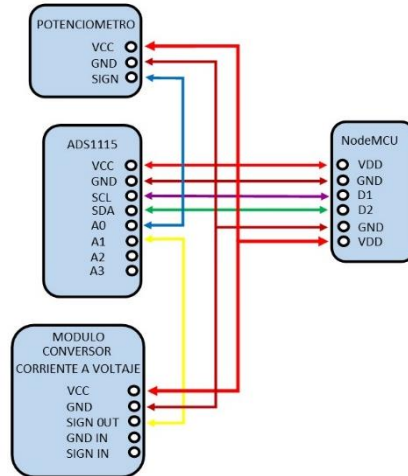 POTENCIOMETRO
VCC
GND
SIGN
ADS1115
VCC
GND
SCL
SDA
A0
A1
A2
A3
NodeMCU
VDD
GND
D1
D2
GND
VDD
MODULO
CONVERSOR
CORRIENTE A VOLTAJE
VCC
GND
SIGN 0UT
GND IN
SIGN IN